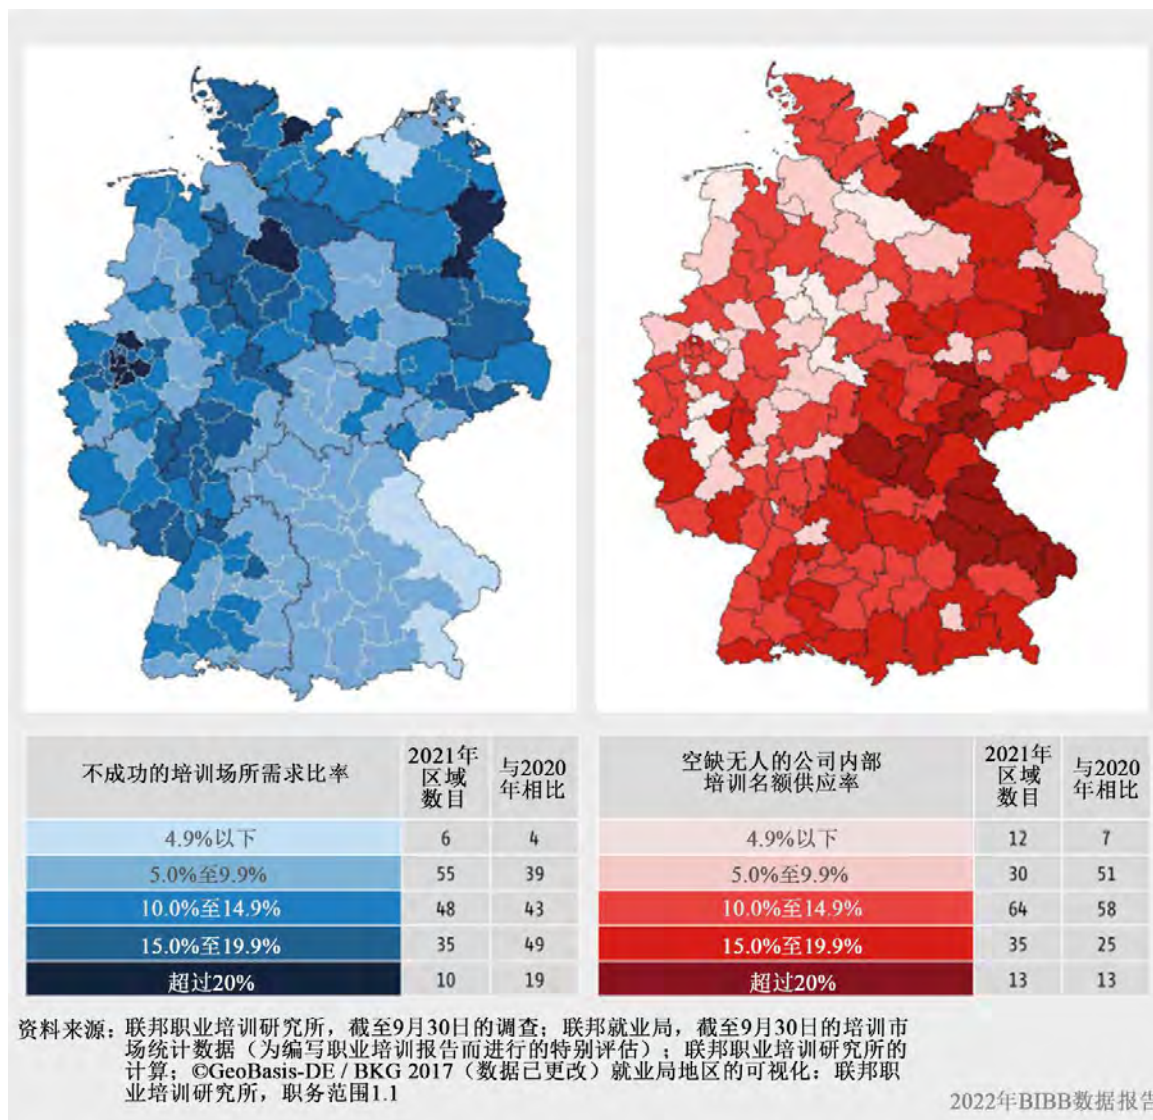 不成功的培训场所需求比率
2021年
区域
数目
与2020
年相比
4.9%以下 6 4
5.0%至9.9% 55 39
10.0%至14.9% 48 43
15.0%至19.9% 35 49
超过20% 10 19
空缺无人的公司内部
培训名额供应率
2021年
区域
数目
与2020
年相比
4.9%以下 12 7
5.0%至9.9% 30 51
10.0%至14.9% 64 58
15.0%至19.9% 35 25
超过20% 13 13
资料来源：联邦职业培训研究所，截至9月30日的调查；联邦就业局，截至9月30日的培训市
场统计数据（为编写职业培训报告而进行的特别评估）；联邦职业培训研究所的
计算；©GeoBasis-DE / BKG 2017（数据已更改）就业局地区的可视化：联邦职
业培训研究所，职务范围1.1
2022年BIBB数据报告